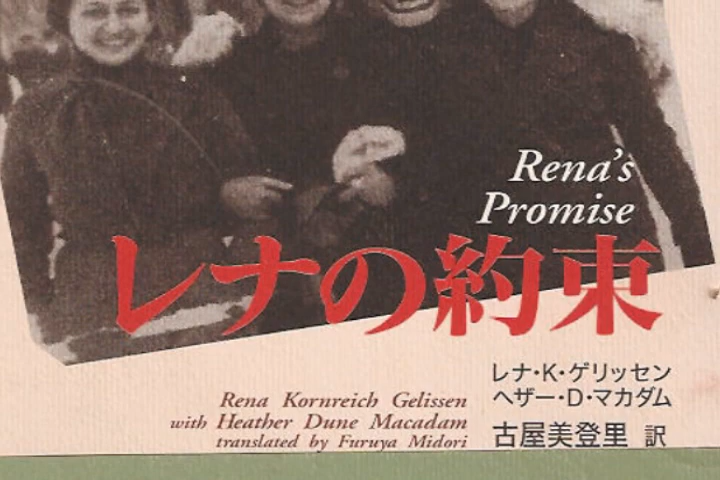 Rena's
Promise
レナの約束
レナ・K・ゲリッセン
ヘザー・D・マカダム
古屋美登里 訳
Rena Kornreich Gelissen
with Heather Dune Macadam
translated by Furuya Midori